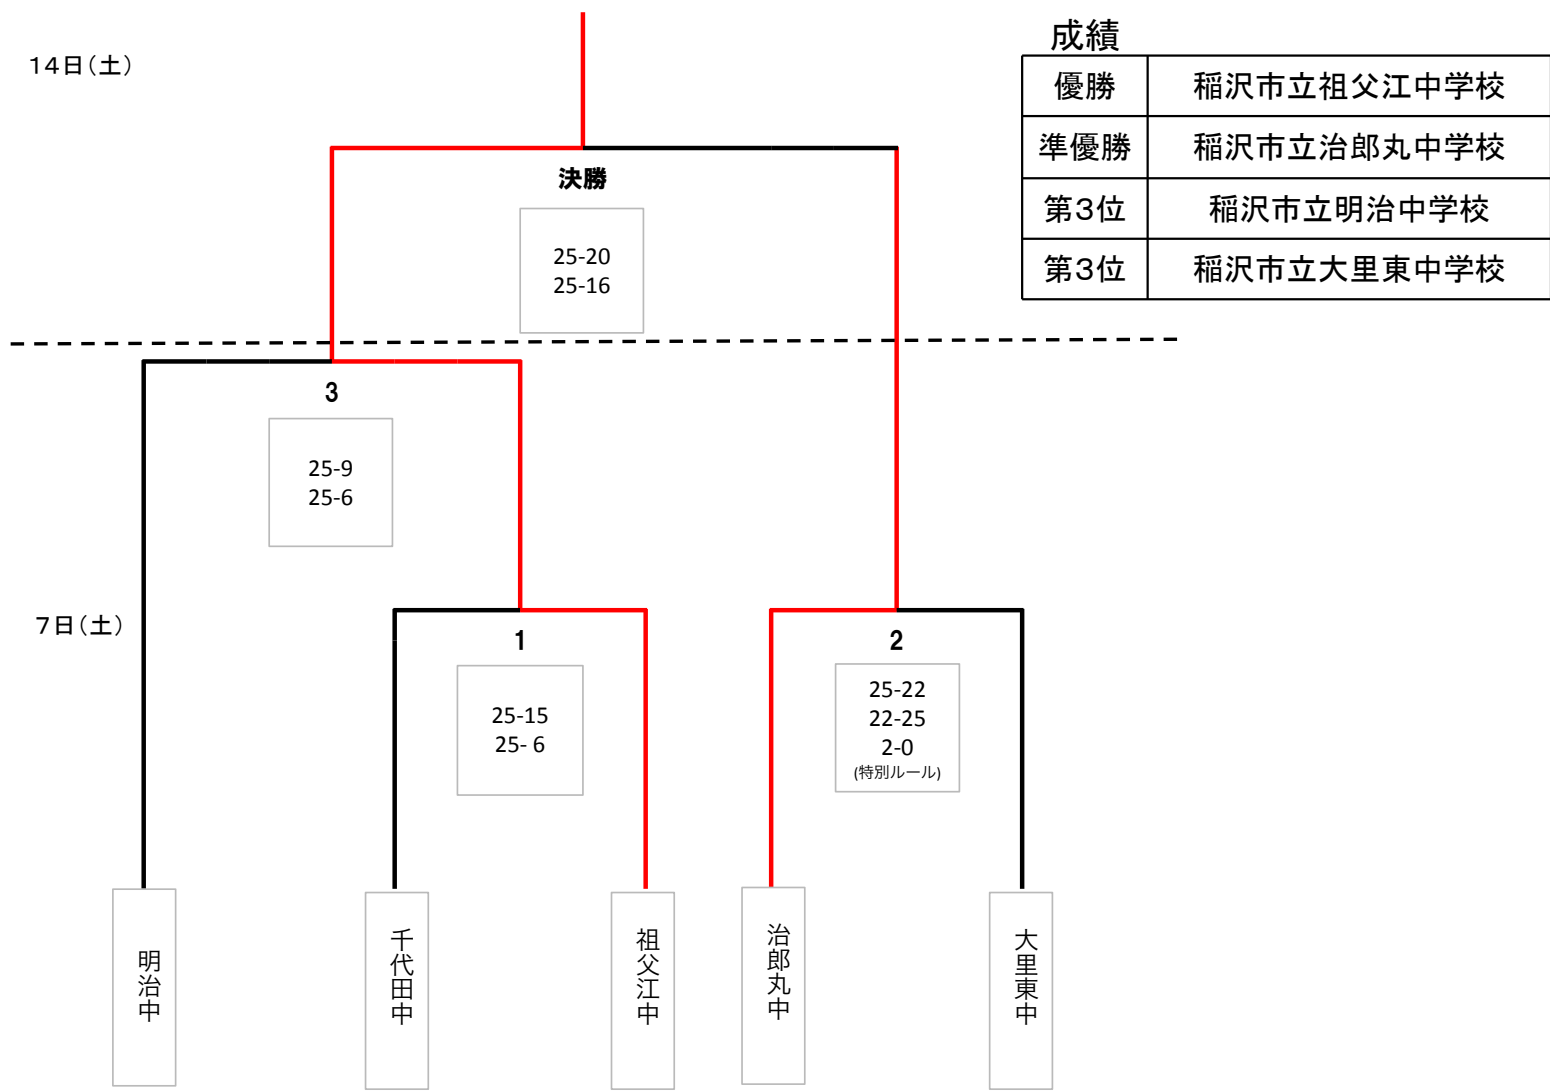 14日(土)
成績
優勝 稲沢市立祖父江中学校
準優勝 稲沢市立治郎丸中学校
第3位 稲沢市立明治中学校
第3位 稲沢市立大里東中学校
決勝
25-20
25-16
3
25-9
25-6
7日(土)
1
25-15
25- 6
2
25-22
22-25
2-0
(特別ルール)
明治中
千代田中
祖父江中
治郎丸中
大里東中